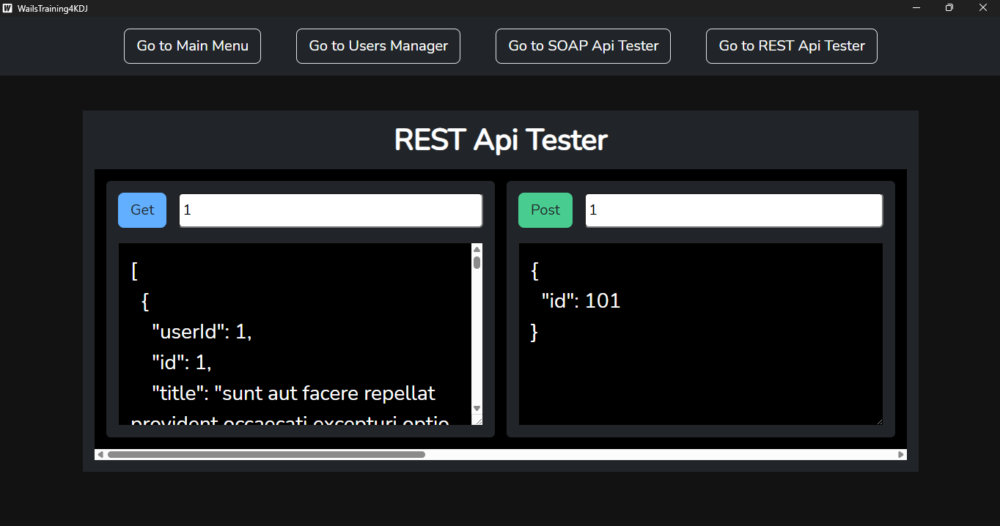 WailsTraining4KDJ
Go to Main Menu
Go to Users Manager
Go to SOAP Api Tester
Go to REST Api Tester
REST Api Tester
Get
1
[
{
"userId": 1,
"id": 1,
"title": "sunt aut facere repellat
provident occaecati excepturi optio
Post
1
{
"id": 101
}